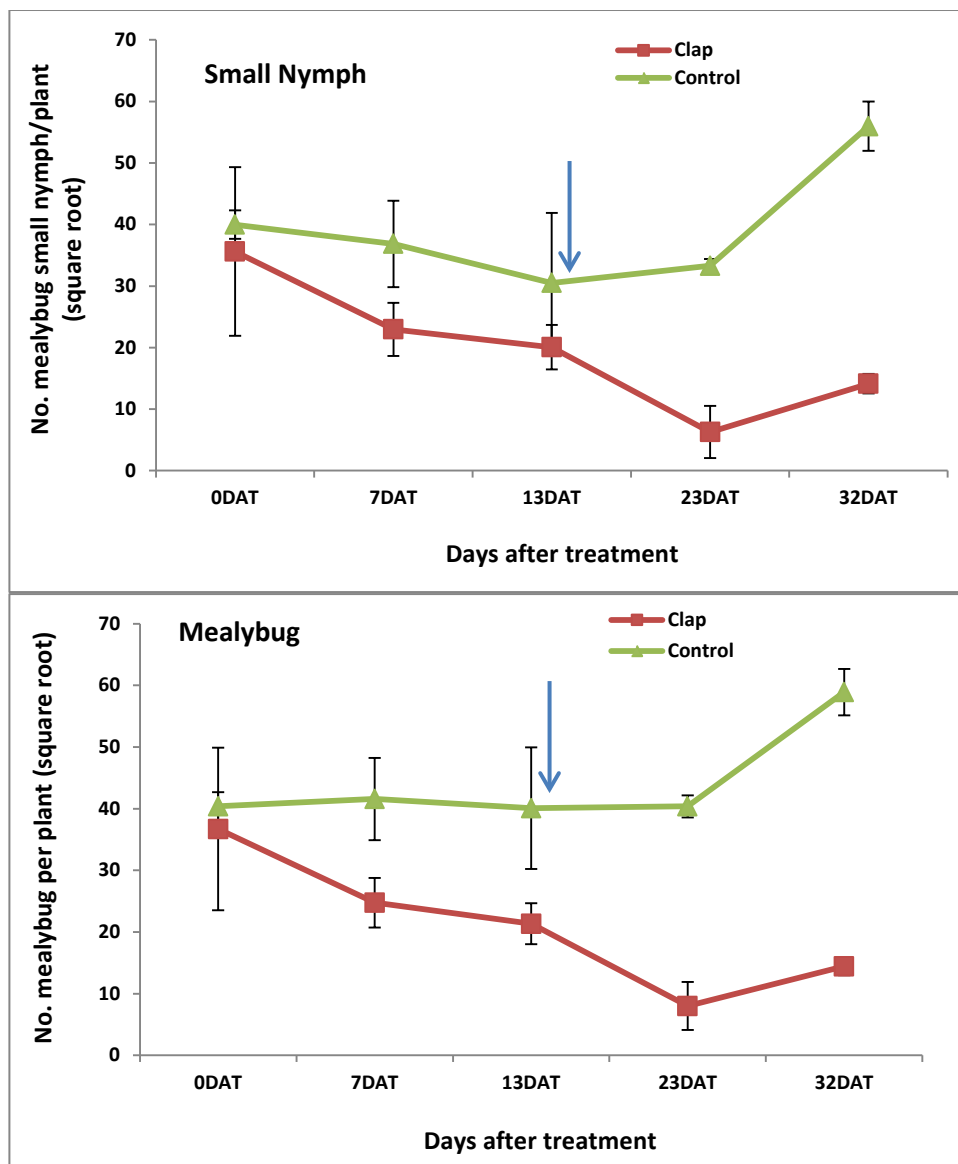 Small Nymph
Clap
Control
No. mealybug small nymph/plant
(square root)
70
60
50
40
30
20
10
0
0DAT 7DAT 13DAT 23DAT 32DAT
Days after treatment
Mealybug
Clap
Control
No. mealybug per plant (square root)
70
60
50
40
30
20
10
0
0DAT 7DAT 13DAT 23DAT 32DAT
Days after treatment